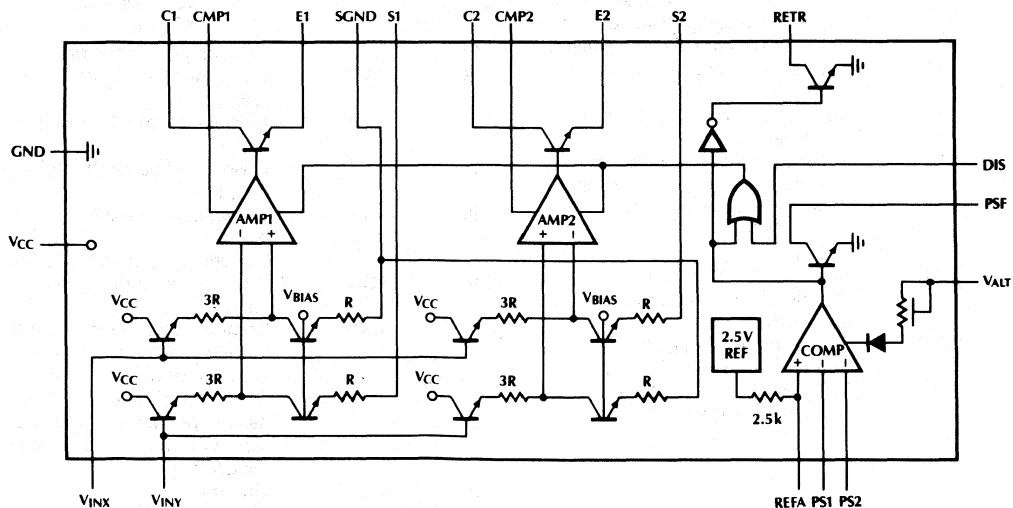 C1 CMP1 E1 SGND S1 C2 CMP2 E2 S2 RETR
GND
DIS
PSF
AMP1
AMP2
- +
+ -
VCC
VALT
VCC 3R VBIAS R VCC 3R VBIAS R
2.5V
REF
COMP
+ - -
VCC 3R R VCC 3R R
2.5k
VINX VINY REFA PS1 PS2